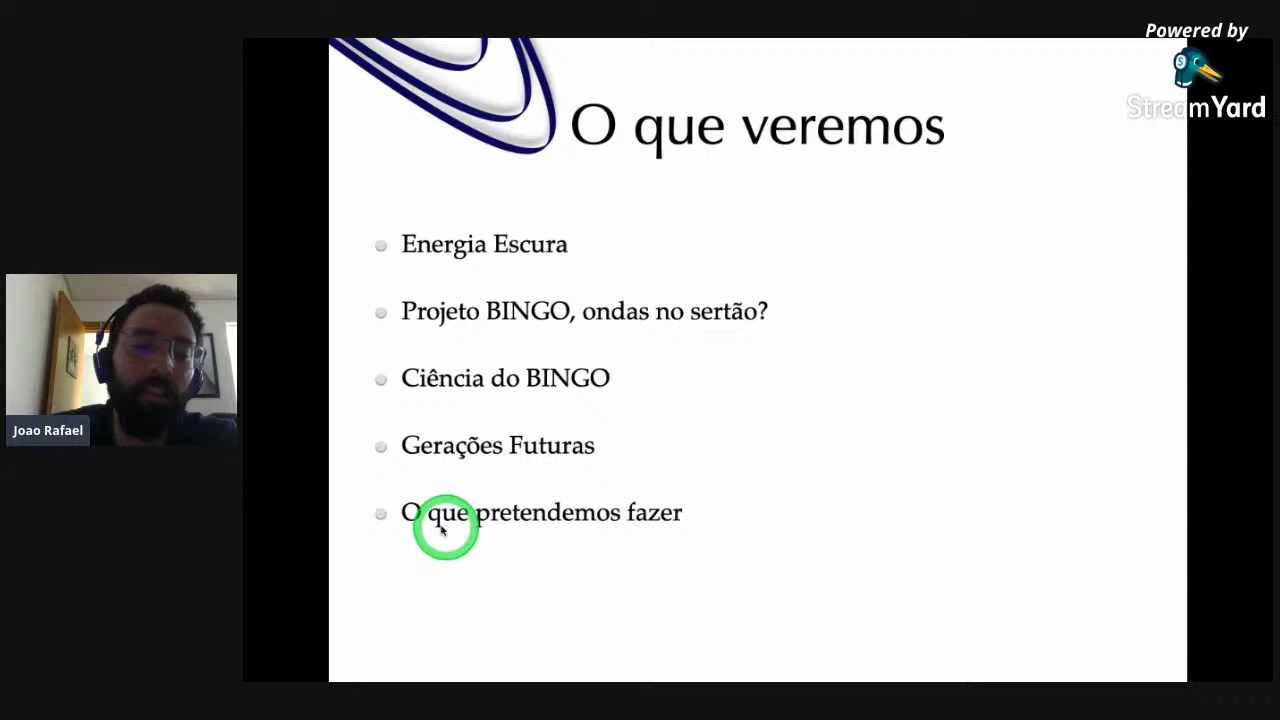 Powered by
StreamYard
O que veremos
Energia Escura
Projeto BINGO, ondas no sertão?
Ciência do BINGO
Gerações Futuras
O que pretendemos fazer
Joao Rafael